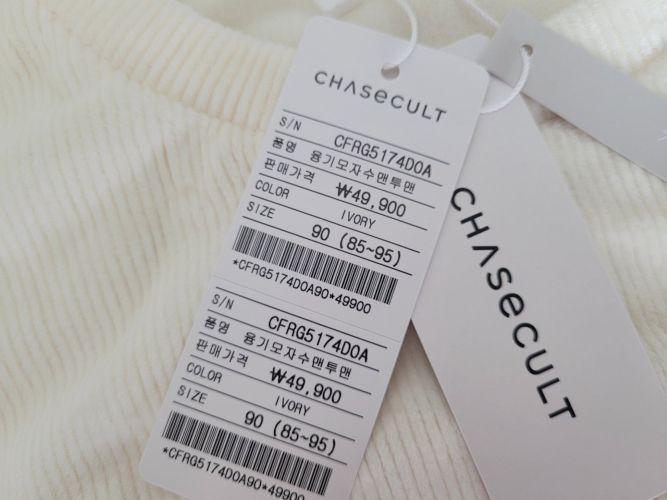 CHASeCULT
S/N CFRG5174D0A
품명 융기모자수맨투맨
판매가격 ₩49,900
COLOR IVORY
SIZE 90 (85~95)
*CFRG5174D0A90*49900
S/N CFRG5174D0A
품명 융기모자수맨투맨
판매가격 ₩49,900
COLOR IVORY
SIZE 90 (85~95)
*CFRG5174D0A90*49900
CHASeCULT